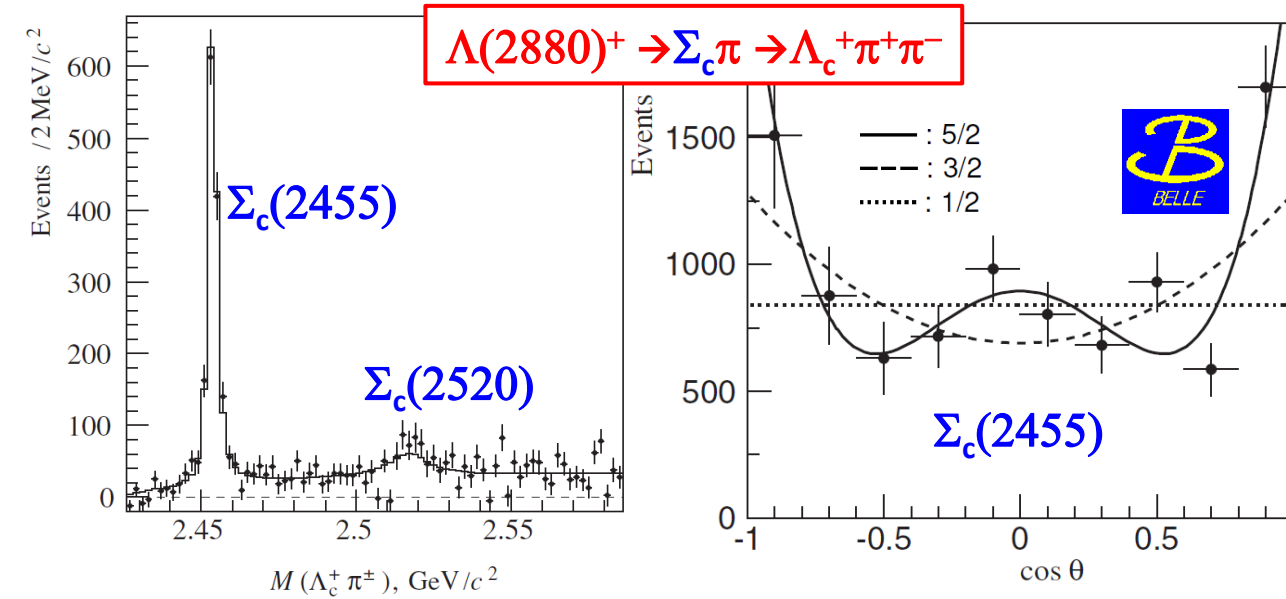 Λ(2880)⁺ →Σcπ →Λc⁺π⁺π⁻
Events / 2 MeV/c²
600
500
400
300
200
100
0
Σc(2455)
Σc(2520)
2.45
2.5
2.55
M (Λc⁺ π±), GeV/c²
Events
1500
1000
500
0
: 5/2
: 3/2
: 1/2
B
BELLE
Σc(2455)
-1
-0.5
0
0.5
cos θ